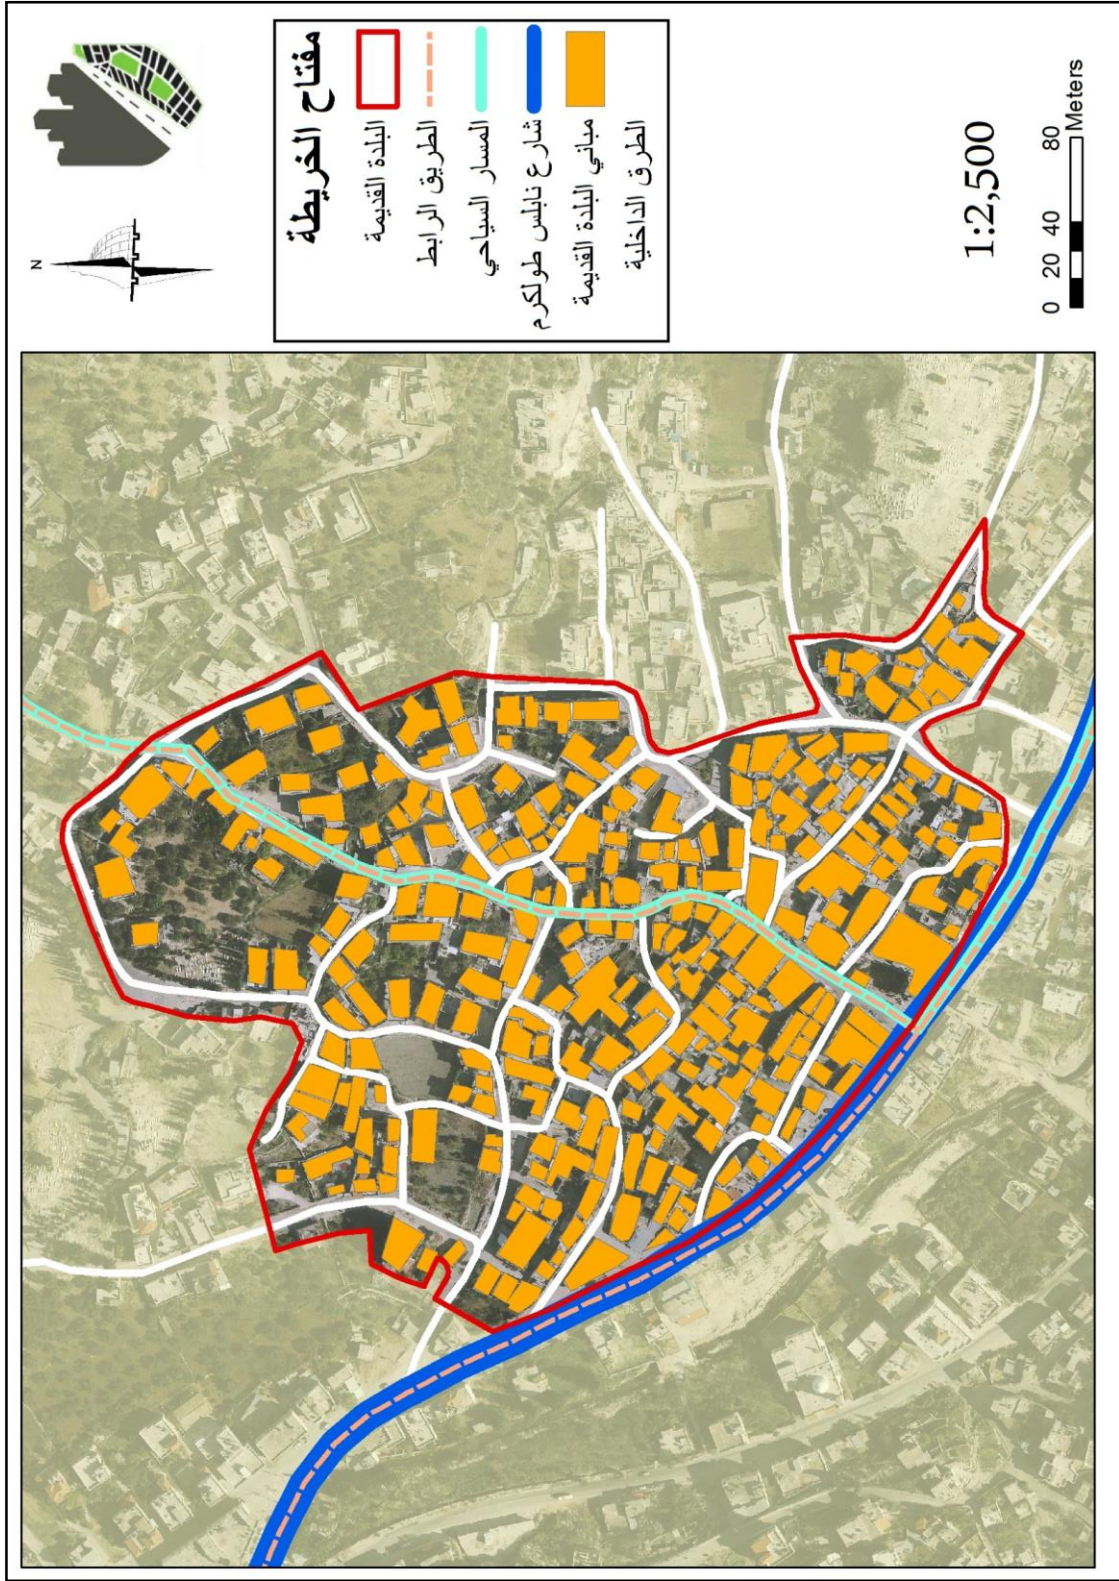 N
مفتاح الخريطة
البلدة القديمة
الطريق الرابط
المسار السياحي
شارع نابلس طولكرم
مباني البلدة القديمة
الطرق الداخلية
1:2,500
0 20 40 80
Meters